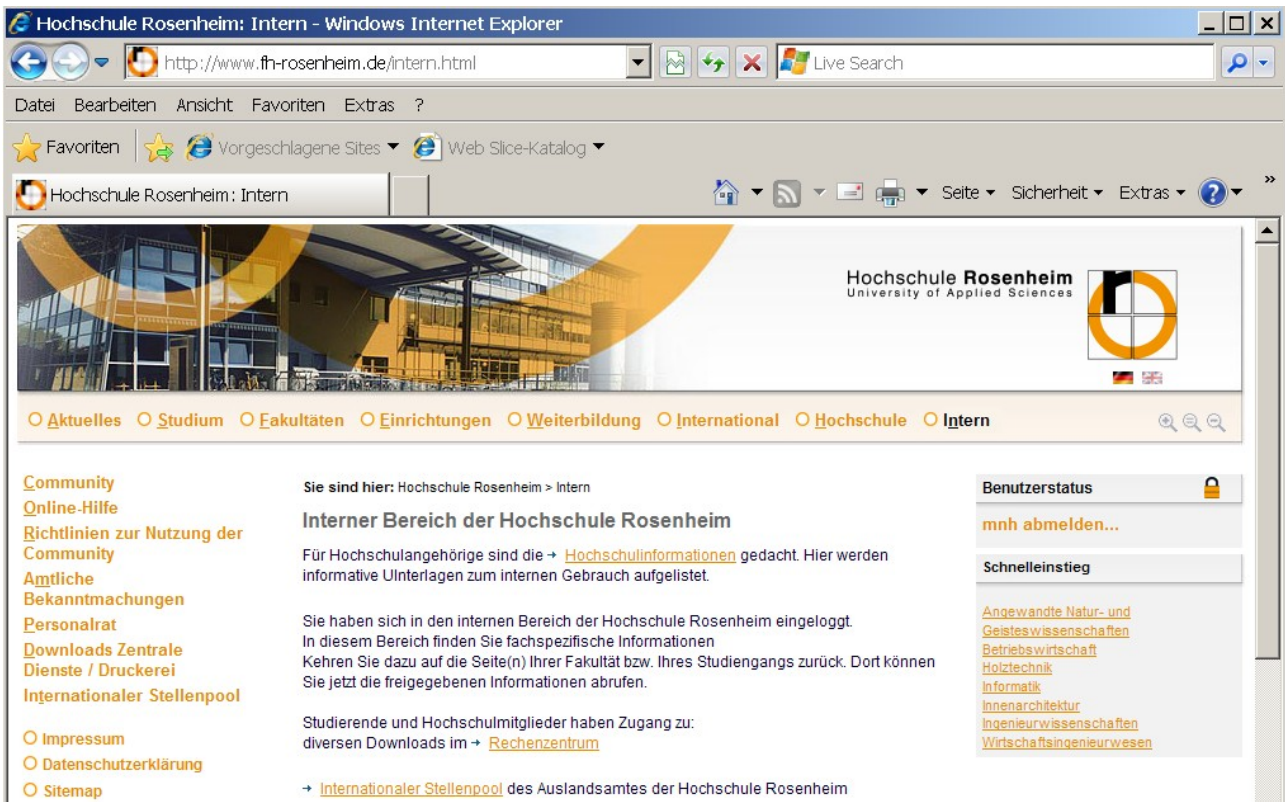 Hochschule Rosenheim: Intern - Windows Internet Explorer
http://www.fh-rosenheim.de/intern.html
Live Search
Datei Bearbeiten Ansicht Favoriten Extras ?
Favoriten Vorgeschlagene Sites Web Slice-Katalog
Hochschule Rosenheim: Intern
Seite Sicherheit Extras ? »
Hochschule Rosenheim
University of Applied Sciences
Aktuelles Studium Fakultäten Einrichtungen Weiterbildung International Hochschule Intern
Community
Online-Hilfe
Richtlinien zur Nutzung der
Community
Amtliche
Bekanntmachungen
Personalrat
Downloads Zentrale
Dienste / Druckerei
Internationaler Stellenpool
Impressum
Datenschutzerklärung
Sitemap
Sie sind hier: Hochschule Rosenheim > Intern
Interner Bereich der Hochschule Rosenheim
Für Hochschulangehörige sind die → Hochschulinformationen gedacht. Hier werden
informative UInterlagen zum internen Gebrauch aufgelistet.
Sie haben sich in den internen Bereich der Hochschule Rosenheim eingeloggt.
In diesem Bereich finden Sie fachspezifische Informationen
Kehren Sie dazu auf die Seite(n) Ihrer Fakultät bzw. Ihres Studiengangs zurück. Dort können
Sie jetzt die freigegebenen Informationen abrufen.
Studierende und Hochschulmitglieder haben Zugang zu:
diversen Downloads im → Rechenzentrum
→ Internationaler Stellenpool des Auslandsamtes der Hochschule Rosenheim
Benutzerstatus
mnh abmelden...
Schnelleinstieg
Angewandte Natur- und
Geisteswissenschaften
Betriebswirtschaft
Holztechnik
Informatik
Innenarchitektur
Ingenieurwissenschaften
Wirtschaftsingenieurwesen